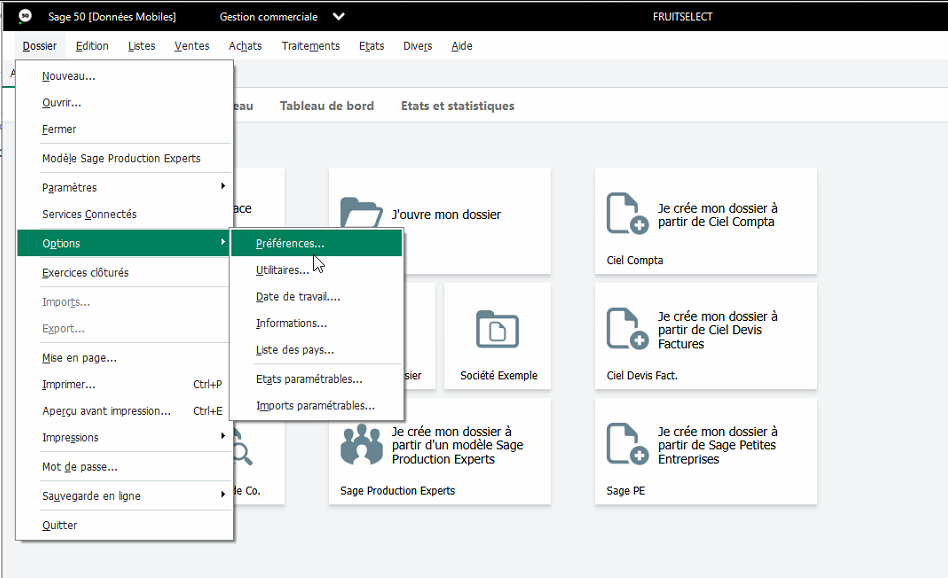 50 Sage 50 [Données Mobiles] Gestion commerciale FRUITSELECT
Dossier Edition Listes Ventes Achats Traitements Etats Divers Aide
A
eau Tableau de bord Etats et statistiques
Nouveau...
Ouvrir...
Fermer
Modèle Sage Production Experts
Paramètres
Services Connectés
Options
Exercices clôturés
Imports...
Export...
Mise en page...
Imprimer... Ctrl+P
Aperçu avant impression... Ctrl+E
Impressions
Mot de passe...
Sauvegarde en ligne
Quitter
Préférences...
Utilitaires...
Date de travail....
Informations...
Liste des pays...
Etats paramétrables...
Imports paramétrables...
ace
J'ouvre mon dossier
Je crée mon dossier à
partir de Ciel Compta
Ciel Compta
sier
Société Exemple
Je crée mon dossier à
partir de Ciel Devis
Factures
Ciel Devis Fact.
de Co.
Je crée mon dossier à
partir d'un modèle Sage
Production Experts
Sage Production Experts
Je crée mon dossier à
partir de Sage Petites
Entreprises
Sage PE